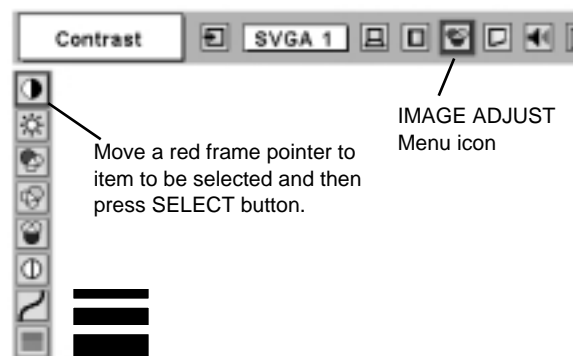 Contrast
SVGA 1
IMAGE ADJUST
Menu icon
Move a red frame pointer to
item to be selected and then
press SELECT button.